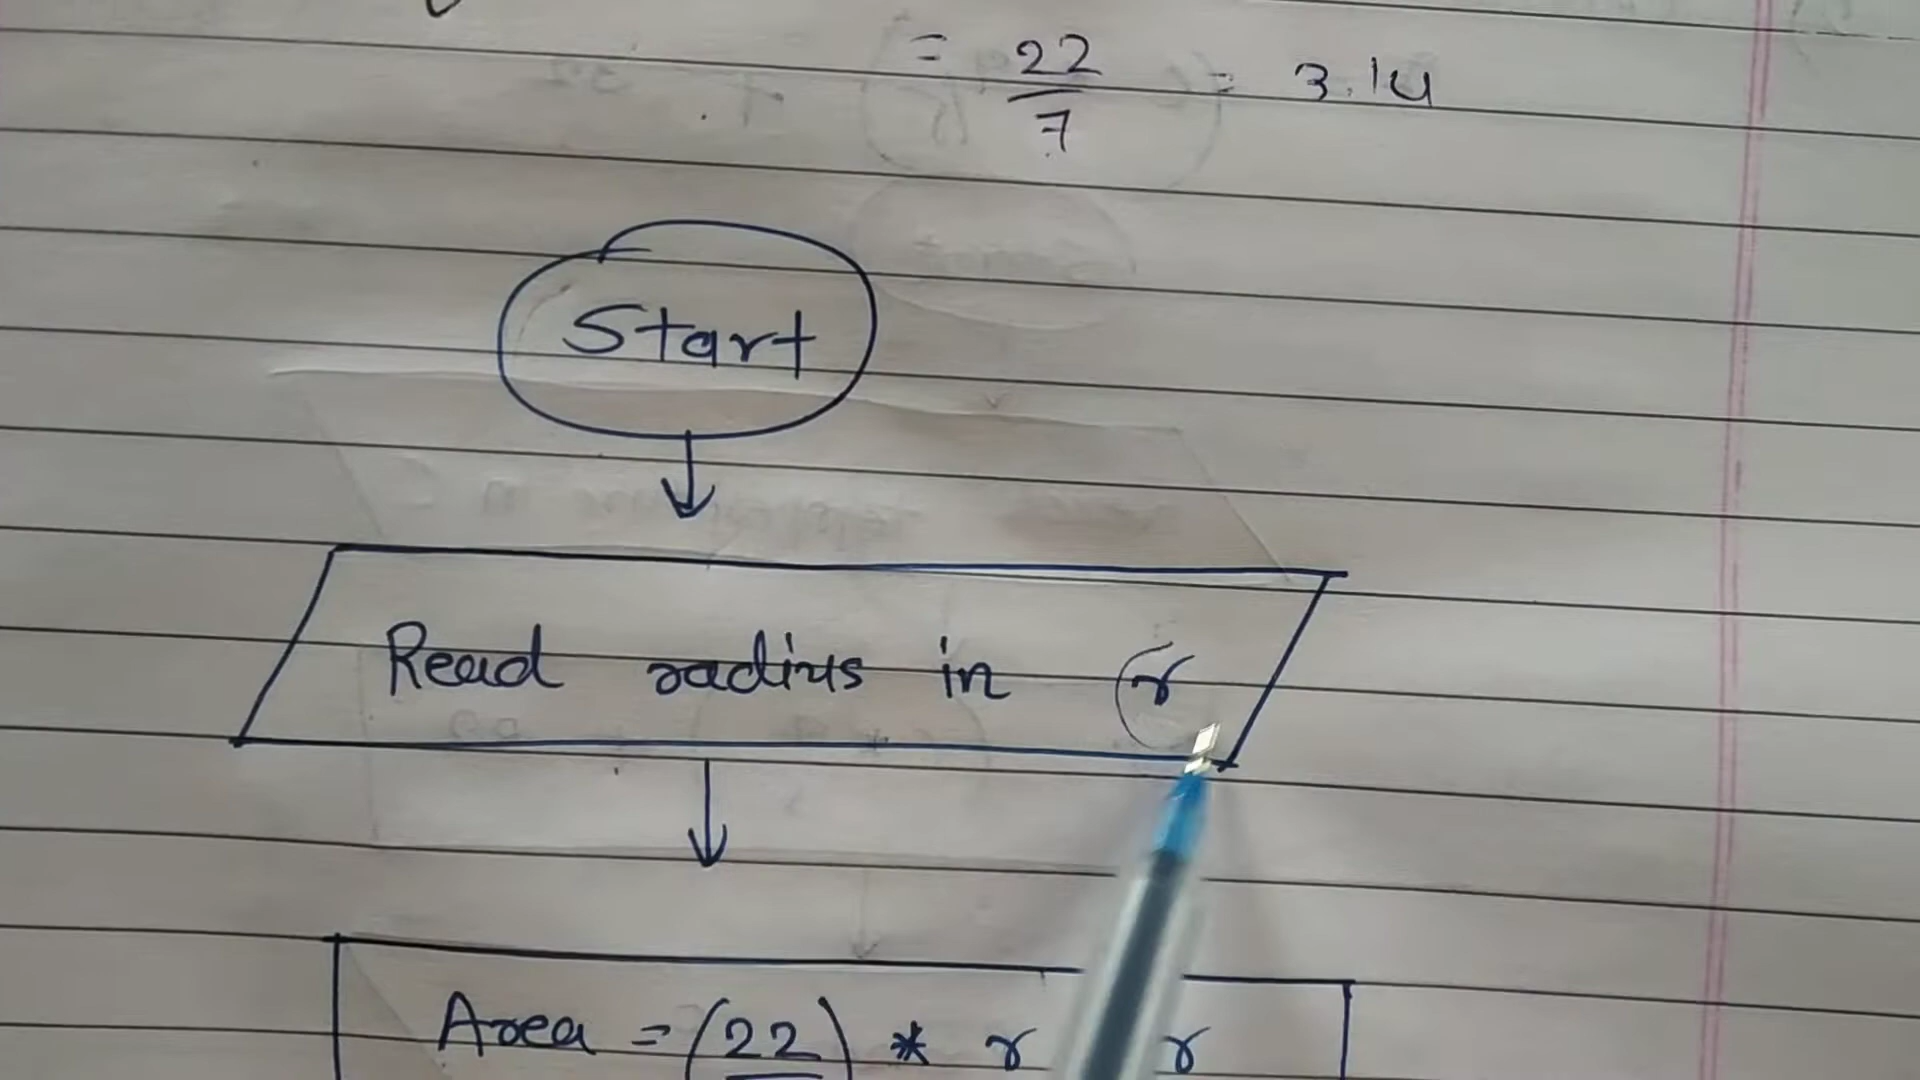 = 22/7 = 3.14
Start
Read radius in r
Area = (22) * r r